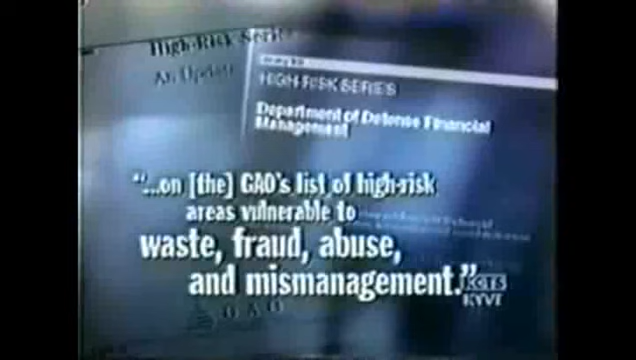 High-Risk Series
An Update
HIGH-RISK SERIES
Department of Defense Financial
Management
"...on [the] GAO's list of high-risk
areas vulnerable to
waste, fraud, abuse,
and mismanagement."
KCTS
KYVE
GAO